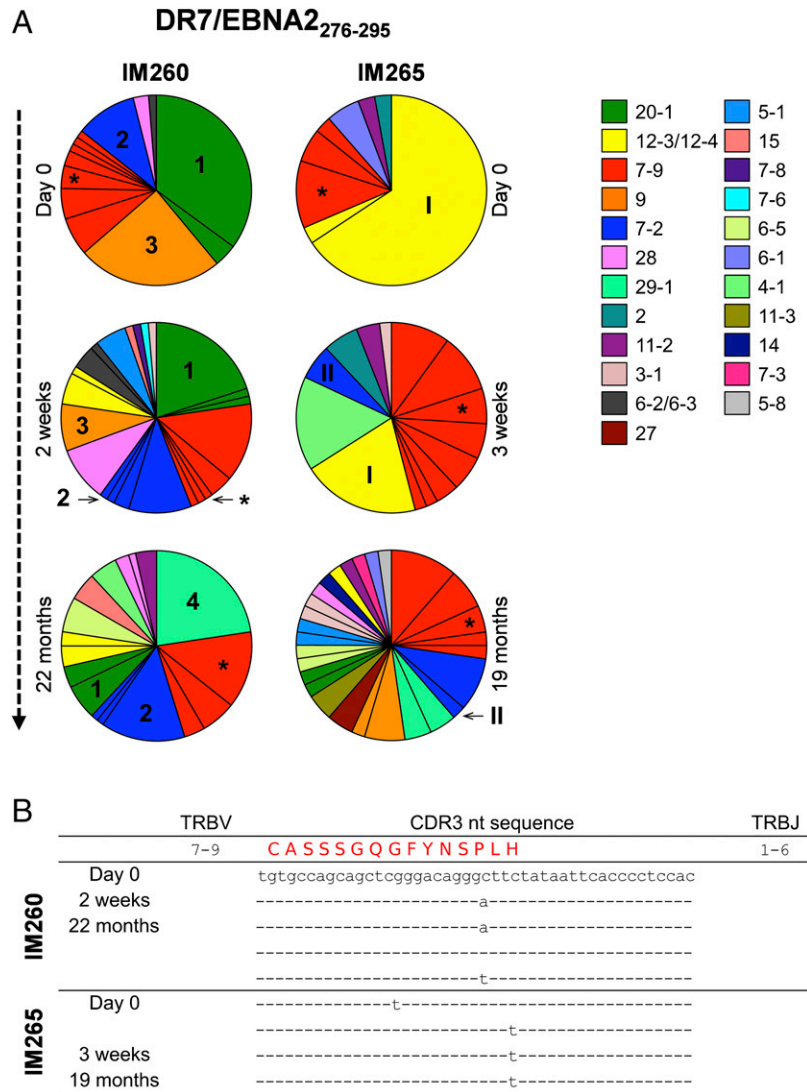 A
DR7/EBNA2276-295
IM260
IM265
Day 0
1
2
3
*
Day 0
I
*
2 weeks
1
3
2
*
3 weeks
*
I
II
22 months
4
*
2
1
19 months
*
II
20-1
12-3/12-4
7-9
9
7-2
28
29-1
2
11-2
3-1
6-2/6-3
27
5-1
15
7-8
7-6
6-5
6-1
4-1
11-3
14
7-3
5-8
B
TRBV CDR3 nt sequence TRBJ
7-9 C A S S S G Q G F Y N S P L H 1-6
IM260
Day 0 tgtgccagcagctcgggacagggcttctataattcacccctccac
2 weeks -----------------------a---------------------
22 months -----------------------a---------------------
---------------------------------------------
-----------------------t---------------------
IM265
Day 0 --------------t------------------------------
--------------------------t------------------
3 weeks --------------------------t------------------
19 months --------------------------t------------------